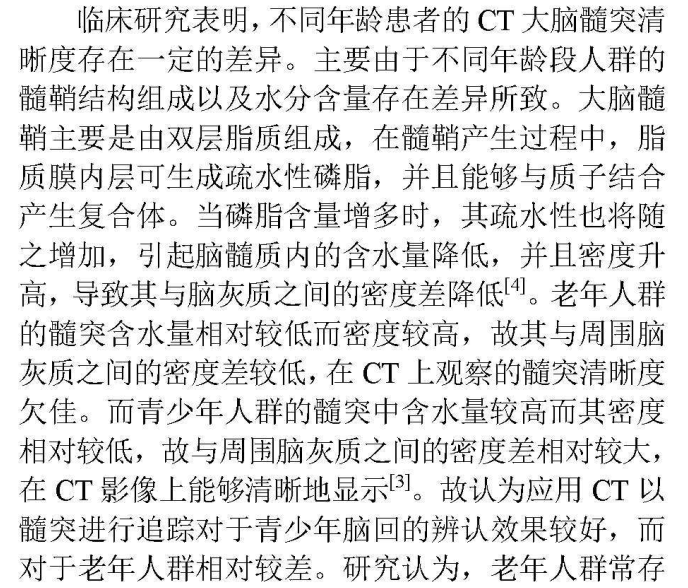 临床研究表明，不同年龄患者的 CT 大脑髓突清
晰度存在一定的差异。主要由于不同年龄段人群的
髓鞘结构组成以及水分含量存在差异所致。大脑髓
鞘主要是由双层脂质组成，在髓鞘产生过程中，脂
质膜内层可生成疏水性磷脂，并且能够与质子结合
产生复合体。当磷脂含量增多时，其疏水性也将随
之增加，引起脑髓质内的含水量降低，并且密度升
高，导致其与脑灰质之间的密度差降低[4]。老年人群
的髓突含水量相对较低而密度较高，故其与周围脑
灰质之间的密度差较低，在 CT 上观察的髓突清晰度
欠佳。而青少年人群的髓突中含水量较高而其密度
相对较低，故与周围脑灰质之间的密度差相对较大，
在 CT 影像上能够清晰地显示[3]。故认为应用 CT 以
髓突进行追踪对于青少年脑回的辨认效果较好，而
对于老年人群相对较差。研究认为，老年人群常存